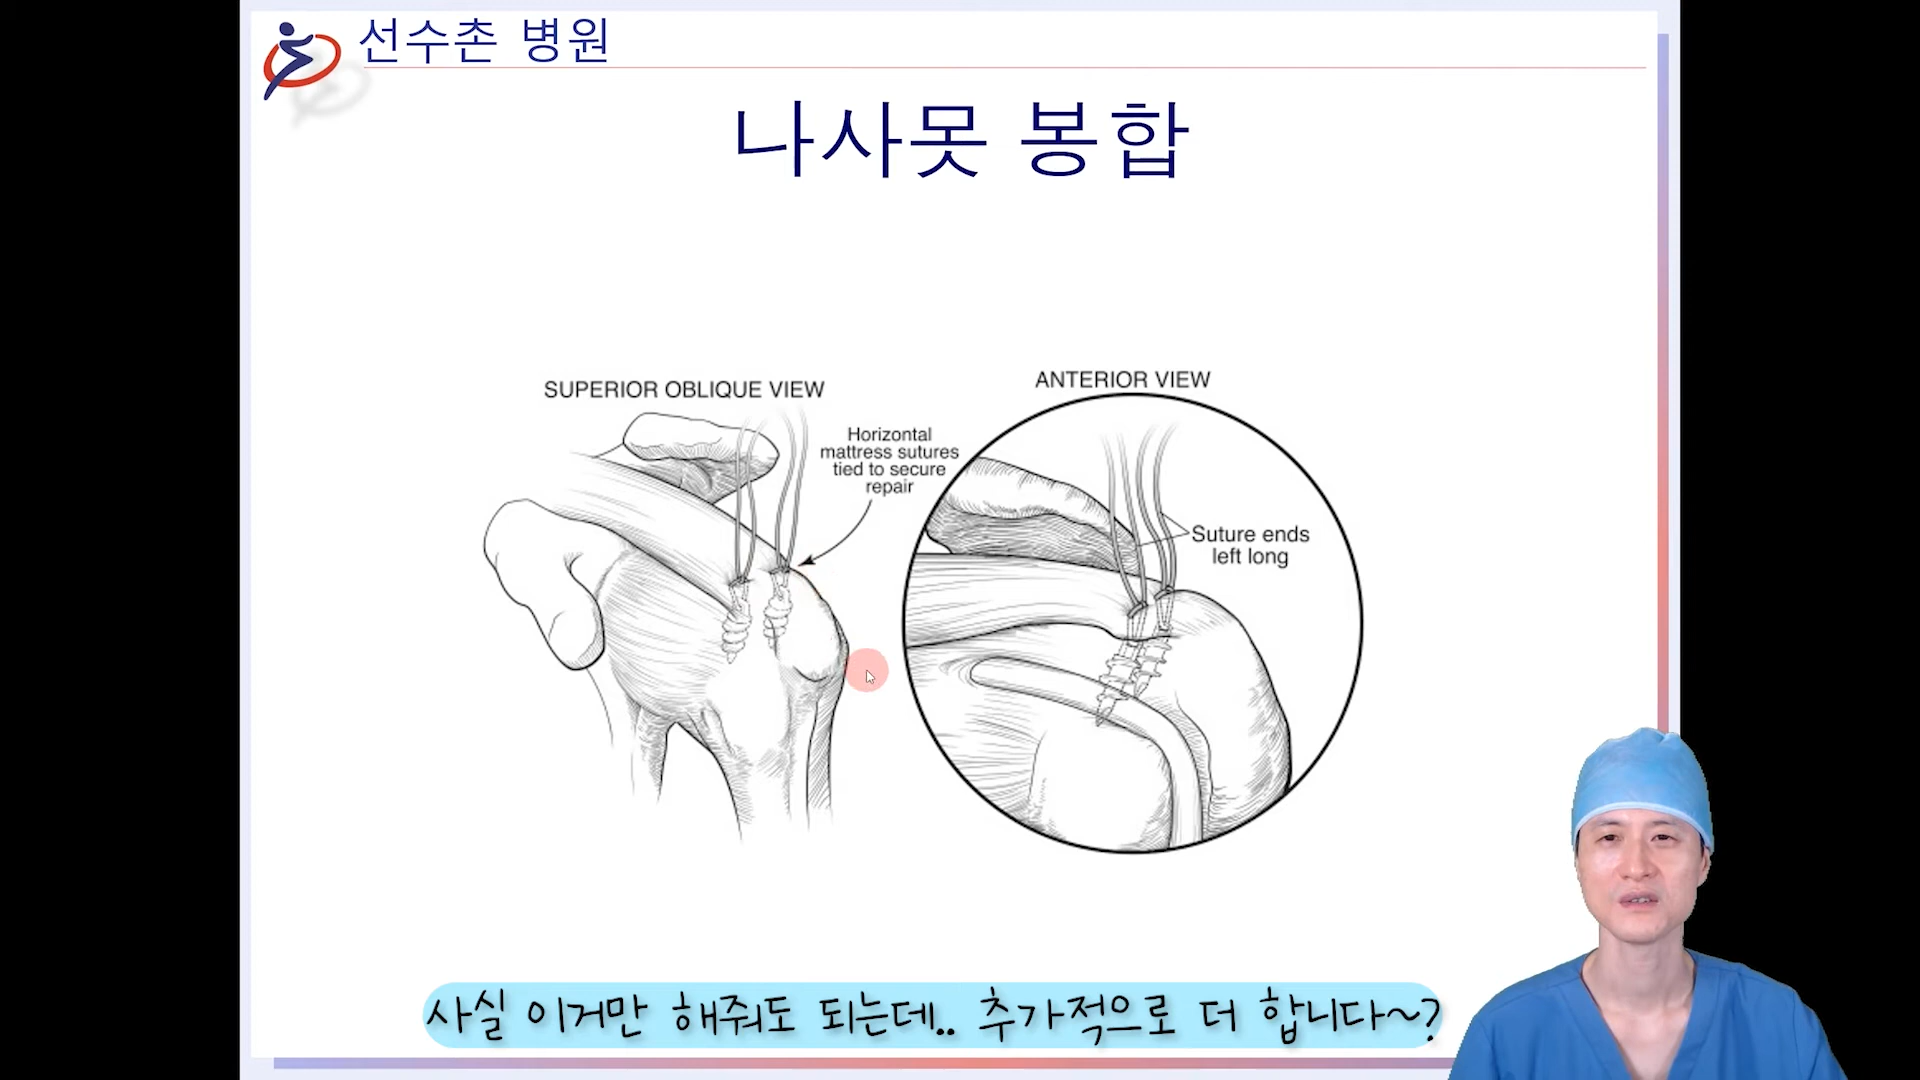 선수촌 병원
나사못 봉합
SUPERIOR OBLIQUE VIEW
Horizontal
mattress sutures
tied to secure
repair
ANTERIOR VIEW
Suture ends
left long
사실 이거만 해줘도 되는데.. 추가적으로 더 합니다~?